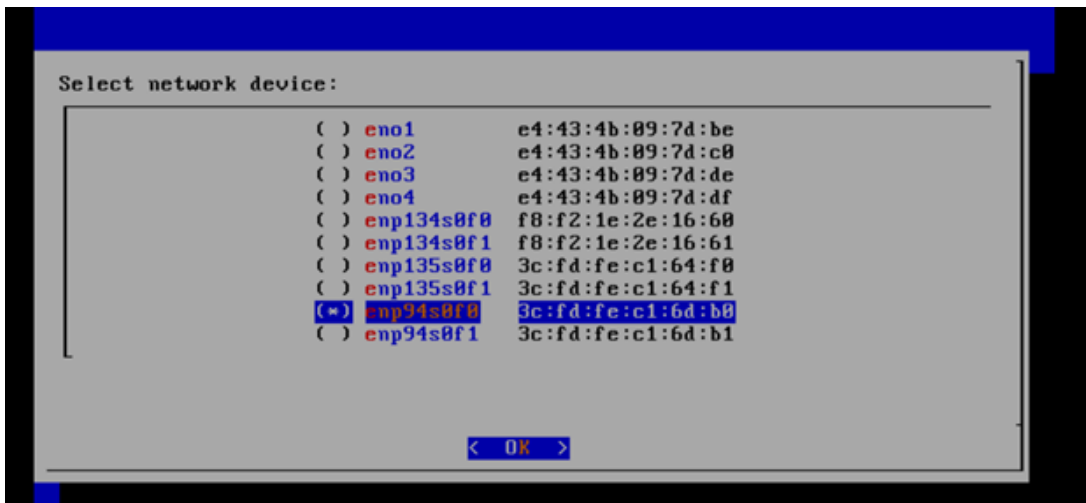 Select network device:
( ) eno1 e4:43:4b:09:7d:be
( ) eno2 e4:43:4b:09:7d:c0
( ) eno3 e4:43:4b:09:7d:de
( ) eno4 e4:43:4b:09:7d:df
( ) enp134s0f0 f8:f2:1e:2e:16:60
( ) enp134s0f1 f8:f2:1e:2e:16:61
( ) enp135s0f0 3c:fd:fe:c1:64:f0
( ) enp135s0f1 3c:fd:fe:c1:64:f1
(*) enp94s0f0 3c:fd:fe:c1:6d:b0
( ) enp94s0f1 3c:fd:fe:c1:6d:b1
< OK >